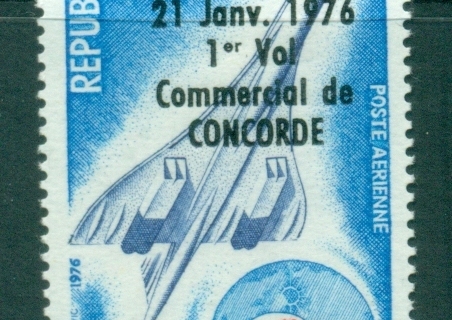 21 Janv. 1976
1er Vol
Commercial de
CONCORDE
REPUB
POSTE AERIENNE
1976